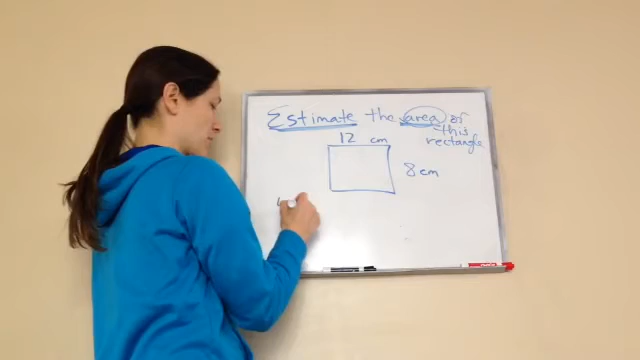 Estimate the area of
this
rectangle
12 cm
8 cm